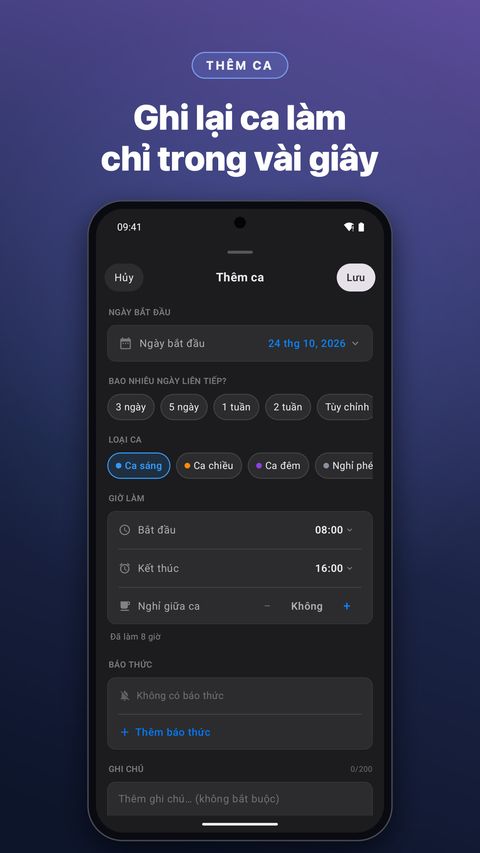 THÊM CA
Ghi lại ca làm
chỉ trong vài giây
09:41
Hủy
Thêm ca
Lưu
NGÀY BẮT ĐẦU
Ngày bắt đầu
24 thg 10, 2026
BAO NHIÊU NGÀY LIÊN TIẾP?
3 ngày
5 ngày
1 tuần
2 tuần
Tùy chỉnh
LOẠI CA
Ca sáng
Ca chiều
Ca đêm
Nghỉ phé
GIỜ LÀM
Bắt đầu
08:00
Kết thúc
16:00
Nghỉ giữa ca
− Không +
Đã làm 8 giờ
BÁO THỨC
Không có báo thức
+ Thêm báo thức
GHI CHÚ
0/200
Thêm ghi chú… (không bắt buộc)